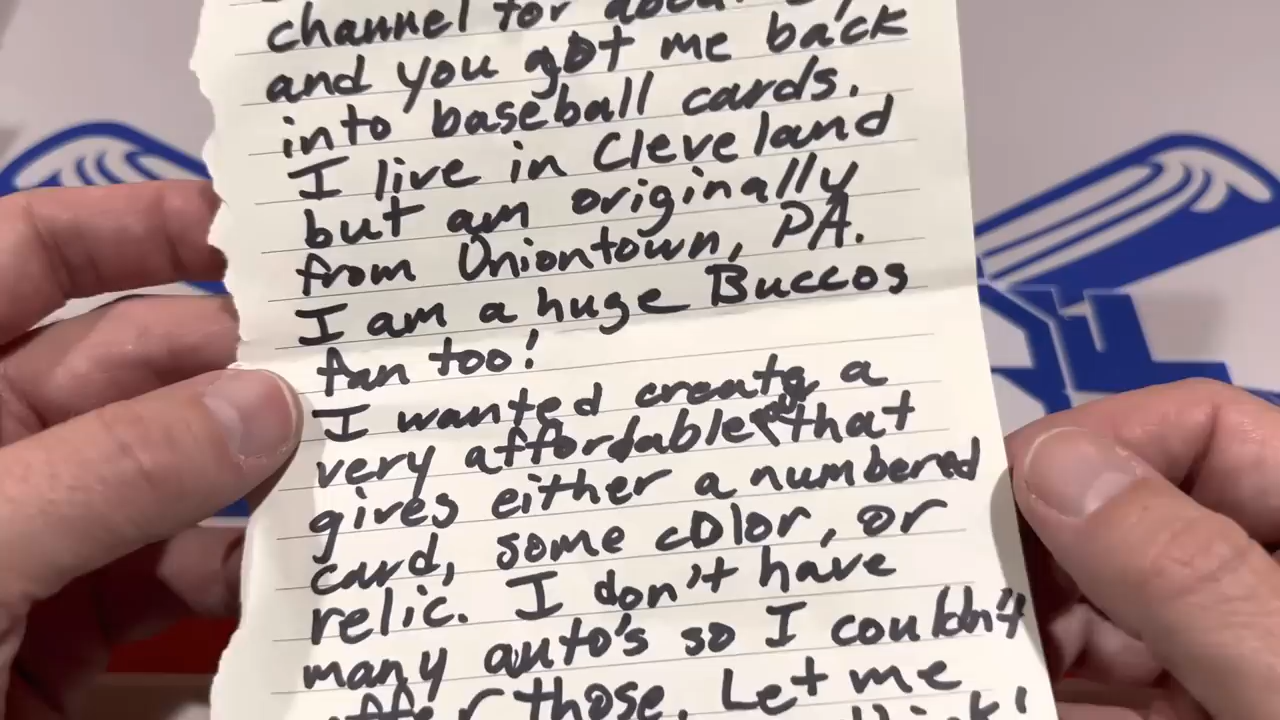 channel for about
and you got me back
into baseball cards.
I live in Cleveland
but am originally
from Uniontown, PA.
I am a huge Buccos
fan too!
I wanted create a
very affordable that
gives either a numbered
card, some color, or
relic. I don't have
many auto's so I couldn't
offer those. Let me